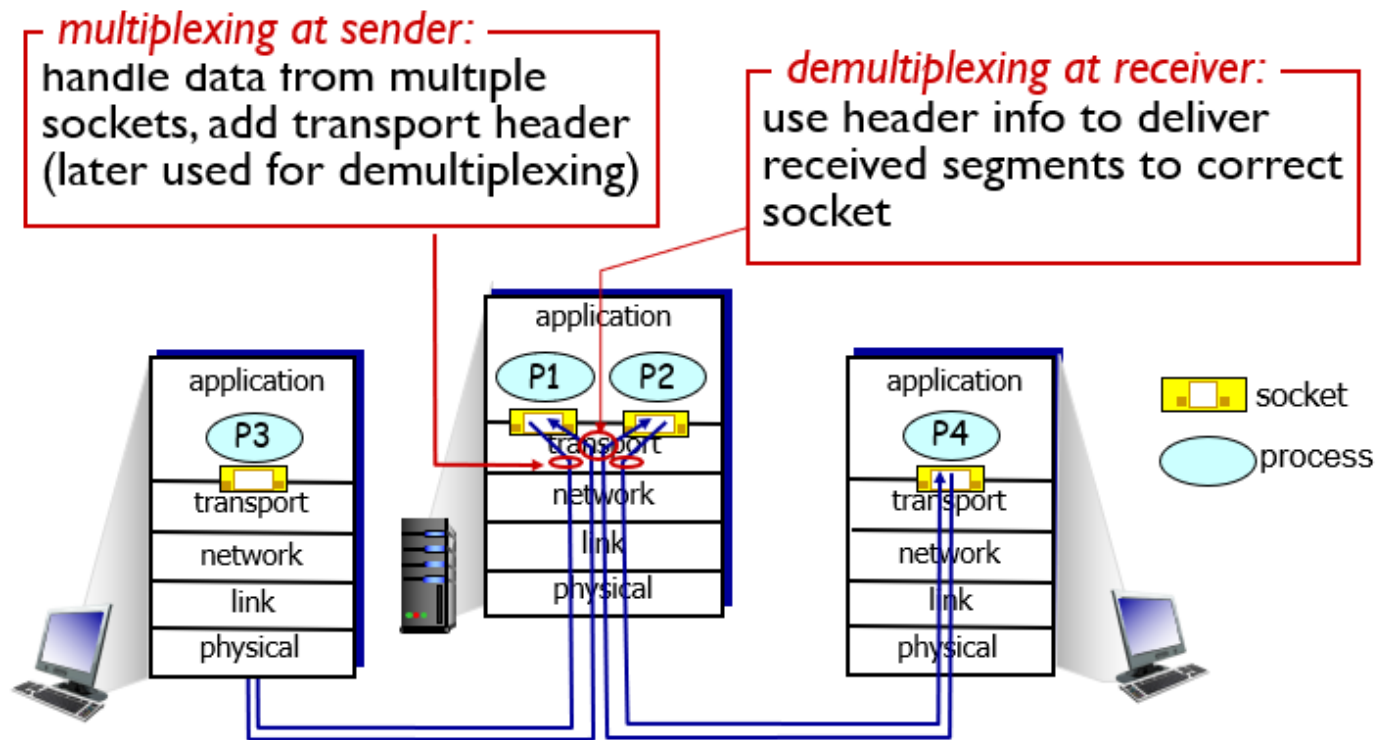 multiplexing at sender:
handle data from multiple
sockets, add transport header
(later used for demultiplexing)
demultiplexing at receiver:
use header info to deliver
received segments to correct
socket
application
P3
transport
network
link
physical
application
P1 P2
transport
network
link
physical
application
P4
transport
network
link
physical
socket
process